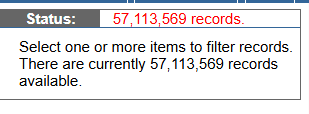 Status: 57,113,569 records.
Select one or more items to filter records.
There are currently 57,113,569 records
available.